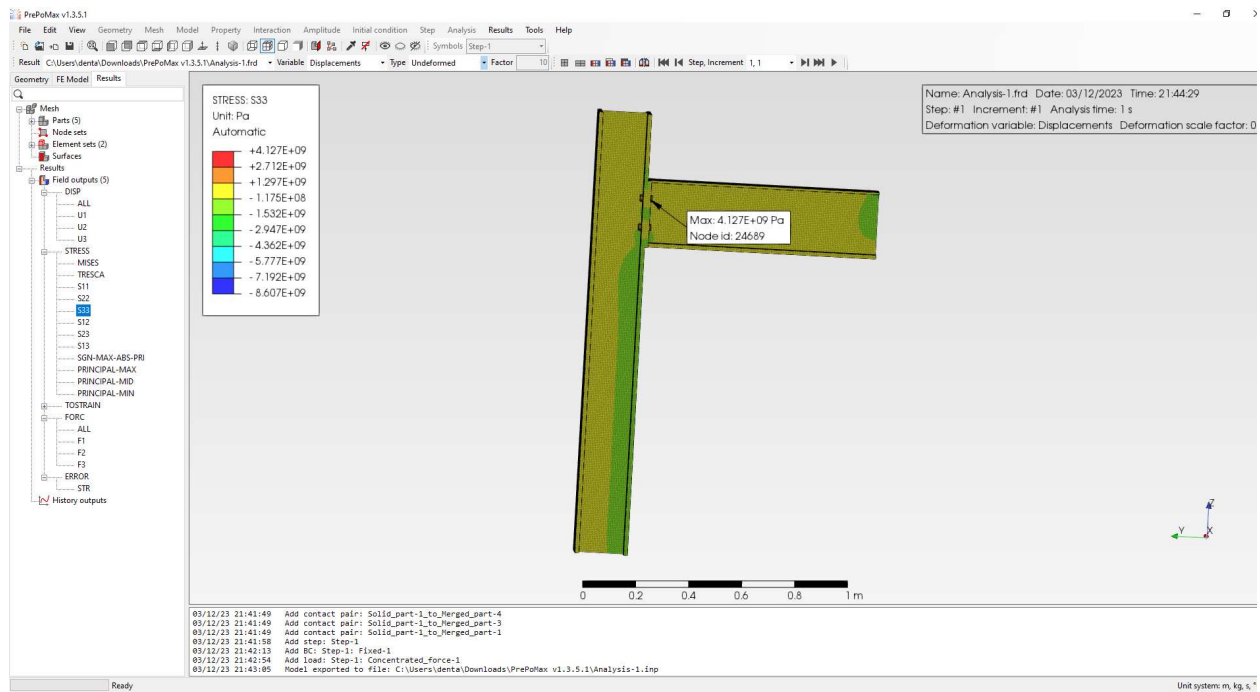 PrePoMax v1.3.5.1
File Edit View Geometry Mesh Model Property Interaction Amplitude Initial condition Step Analysis Results Tools Help
Symbols Step-1
Result C:\Users\denta\Downloads\PrePoMax v1.3.5.1\Analysis-1.frd Variable Displacements Type Undeformed Factor 10 Step, Increment 1, 1
Geometry FE Model Results
Mesh
Parts (5)
Node sets
Element sets (2)
Surfaces
Results
Field outputs (5)
DISP
ALL
U1
U2
U3
STRESS
MISES
TRESCA
S11
S22
S33
S12
S23
S13
SGN-MAX-ABS-PRI
PRINCIPAL-MAX
PRINCIPAL-MID
PRINCIPAL-MIN
TOSTRAIN
FORC
ALL
F1
F2
F3
ERROR
STR
History outputs
STRESS: S33
Unit: Pa
Automatic
+4.127E+09
+2.712E+09
+1.297E+09
- 1.175E+08
- 1.532E+09
- 2.947E+09
- 4.362E+09
- 5.777E+09
- 7.192E+09
- 8.607E+09
Name: Analysis-1.frd Date: 03/12/2023 Time: 21:44:29
Step: #1 Increment: #1 Analysis time: 1 s
Deformation variable: Displacements Deformation scale factor: 0
Max: 4.127E+09 Pa
Node id: 24689
Z
Y
X
0 0.2 0.4 0.6 0.8 1 m
03/12/23 21:41:49 Add contact pair: Solid_part-1_to_Merged_part-4
03/12/23 21:41:49 Add contact pair: Solid_part-1_to_Merged_part-3
03/12/23 21:41:49 Add contact pair: Solid_part-1_to_Merged_part-1
03/12/23 21:41:58 Add step: Step-1
03/12/23 21:42:13 Add BC: Step-1: Fixed-1
03/12/23 21:42:54 Add load: Step-1: Concentrated_force-1
03/12/23 21:43:05 Model exported to file: C:\Users\denta\Downloads\PrePoMax v1.3.5.1\Analysis-1.inp
Ready
Unit system: m, kg, s,